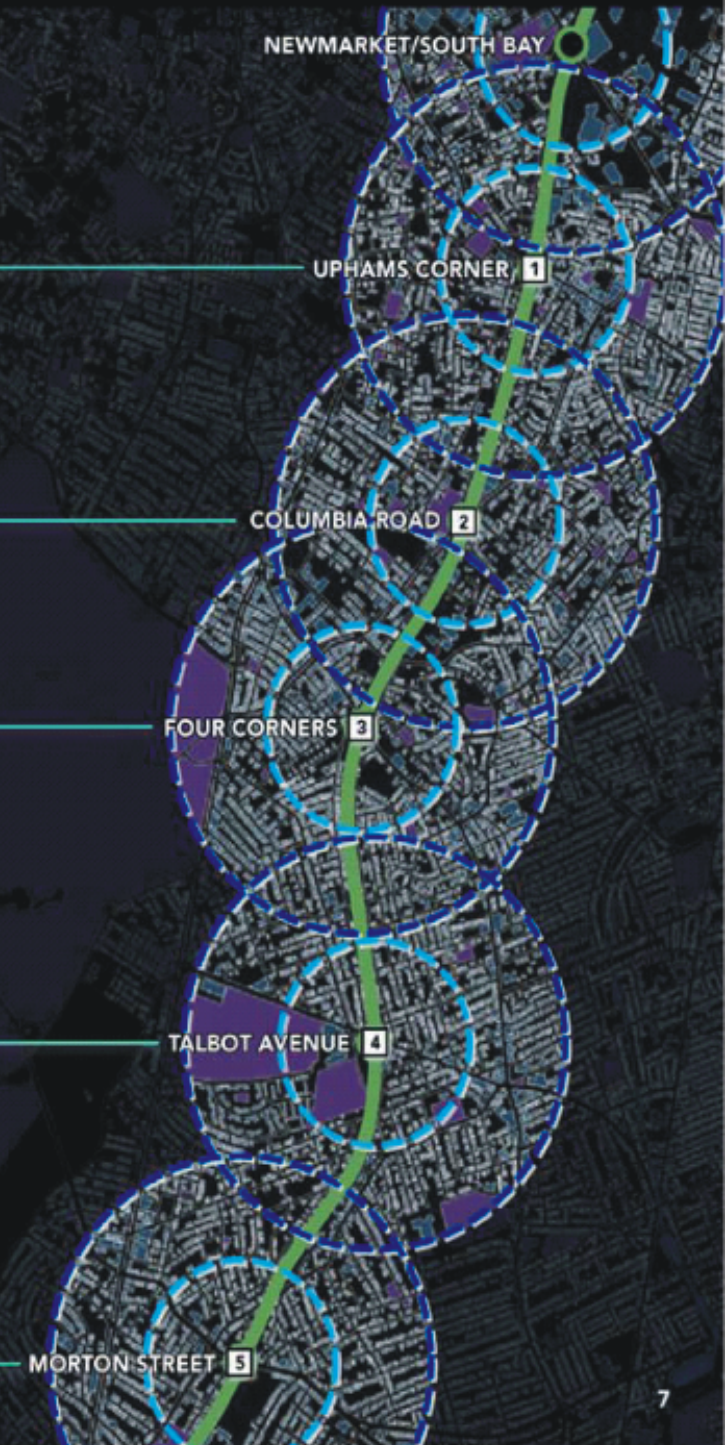 NEWMARKET/SOUTH BAY
UPHAMS CORNER 1
COLUMBIA ROAD 2
FOUR CORNERS 3
TALBOT AVENUE 4
MORTON STREET 5
7